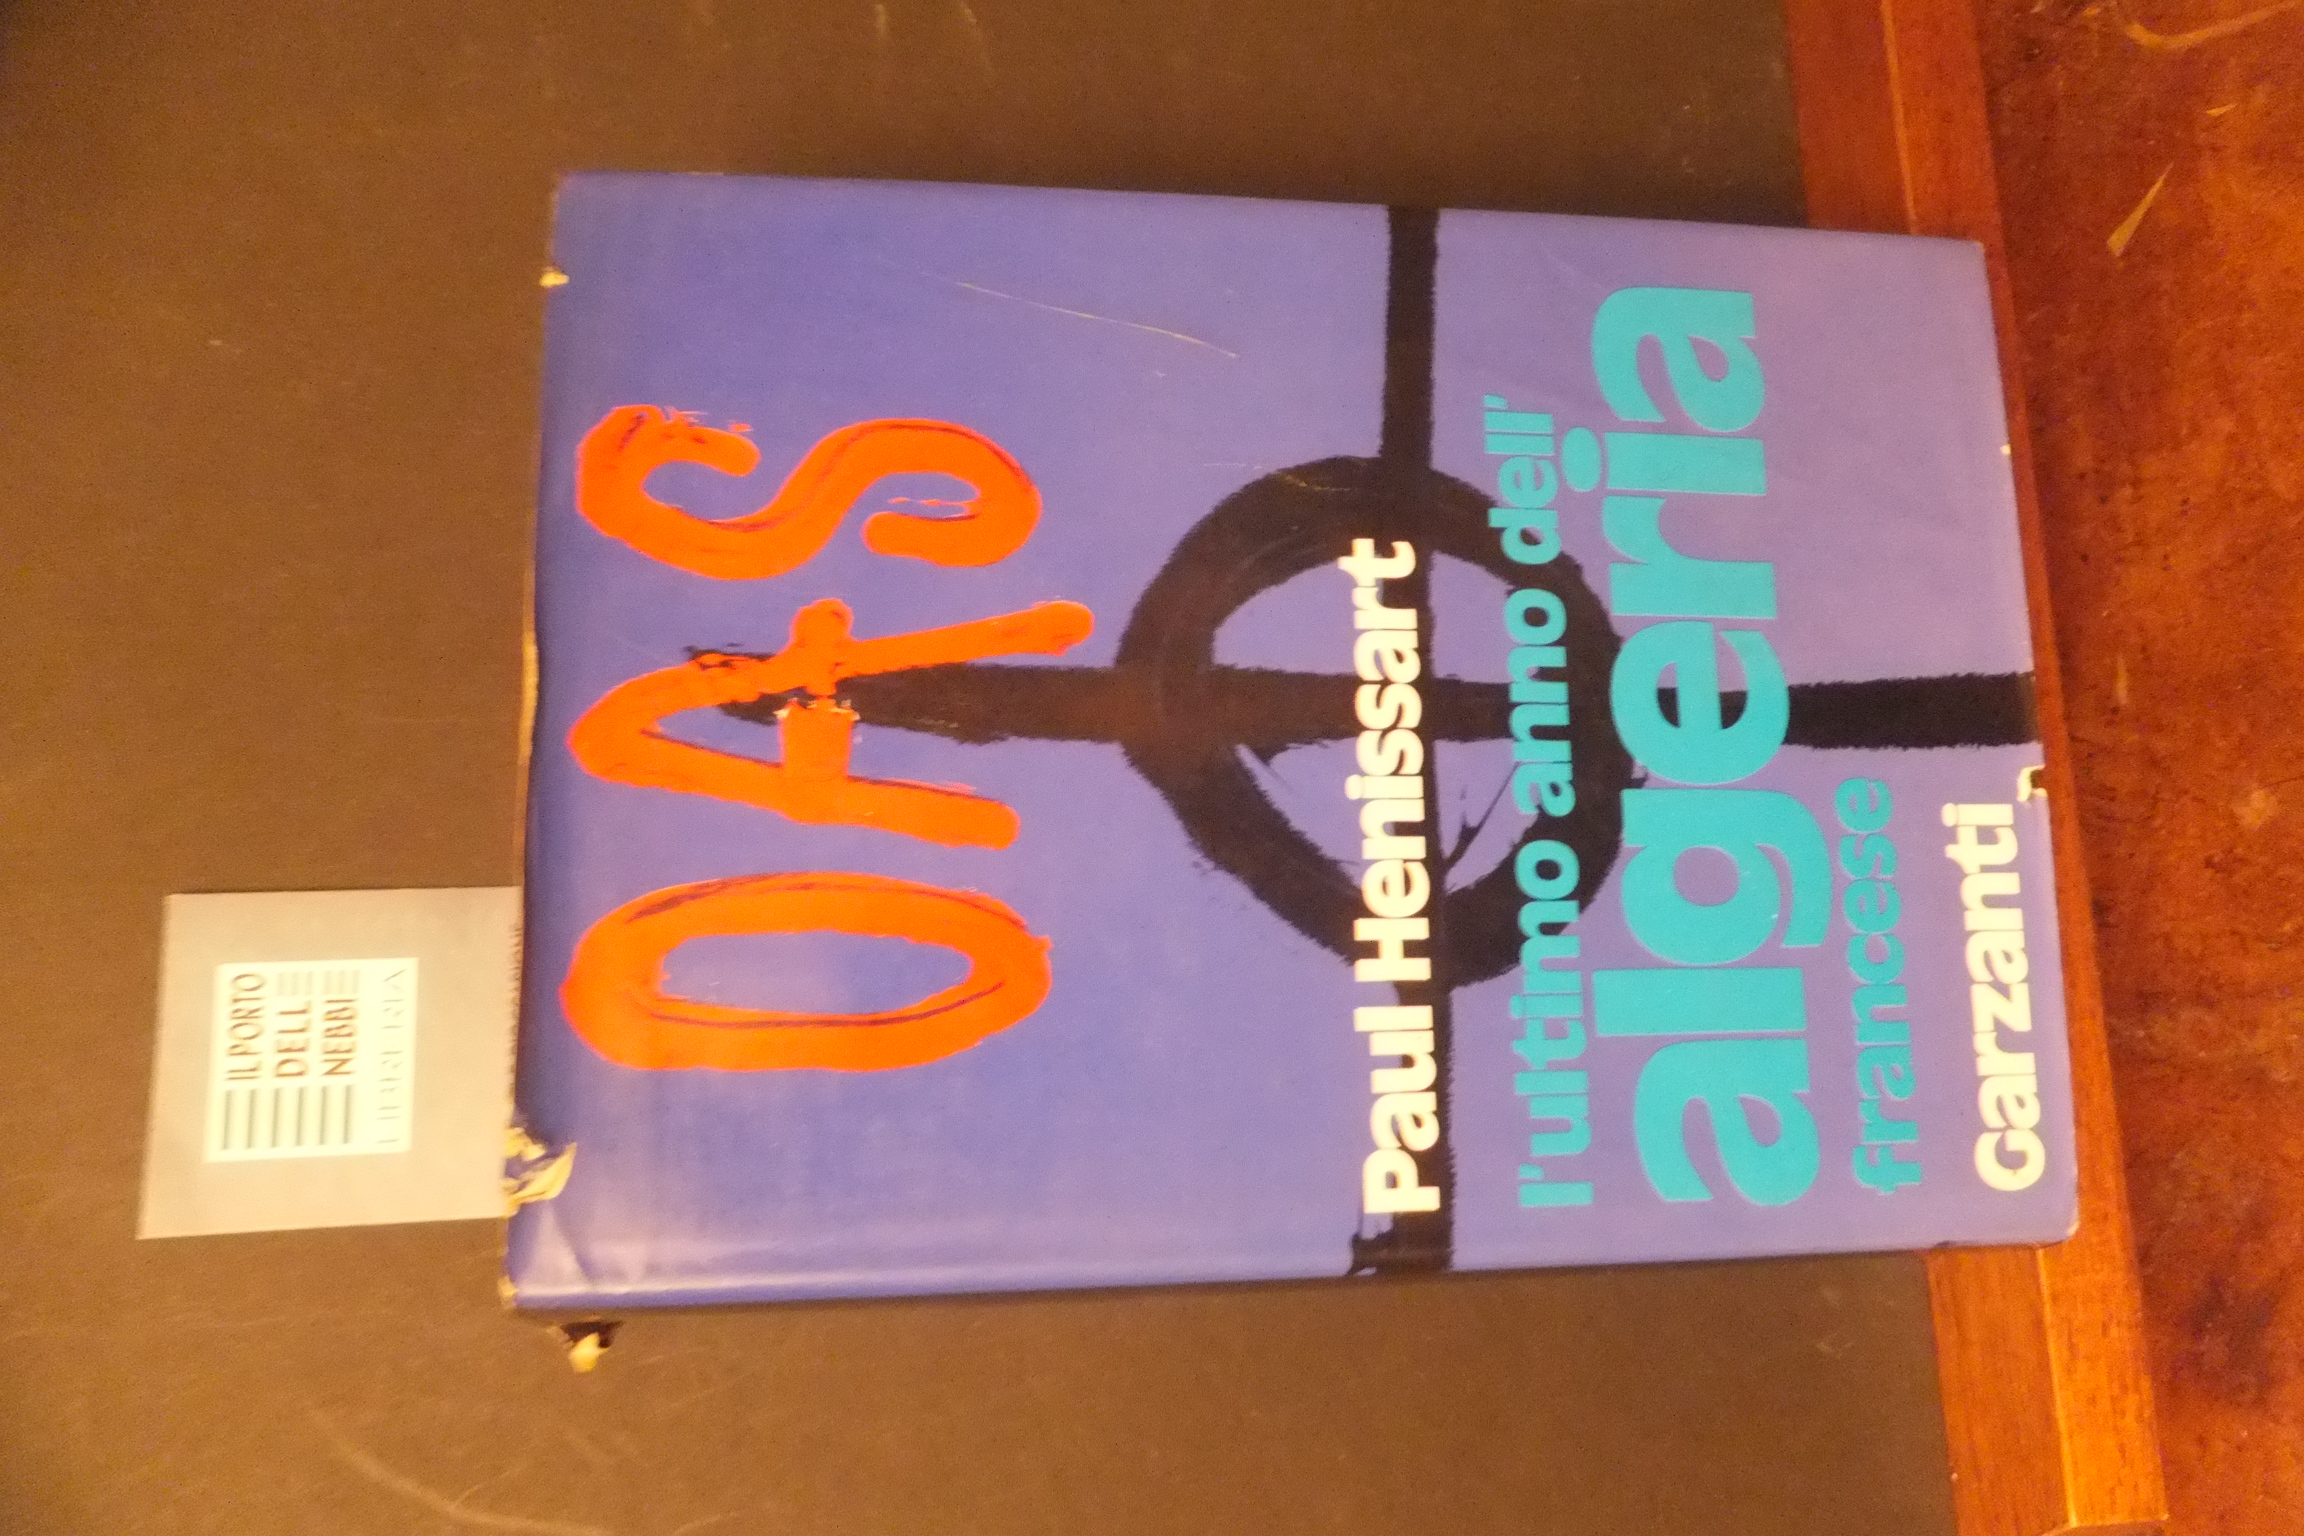 IL PORTO
DELLE
NEBBIE
LIBRERIA
OAS
Paul Henissart
l'ultimo anno dell'
algeria
francese
Garzanti